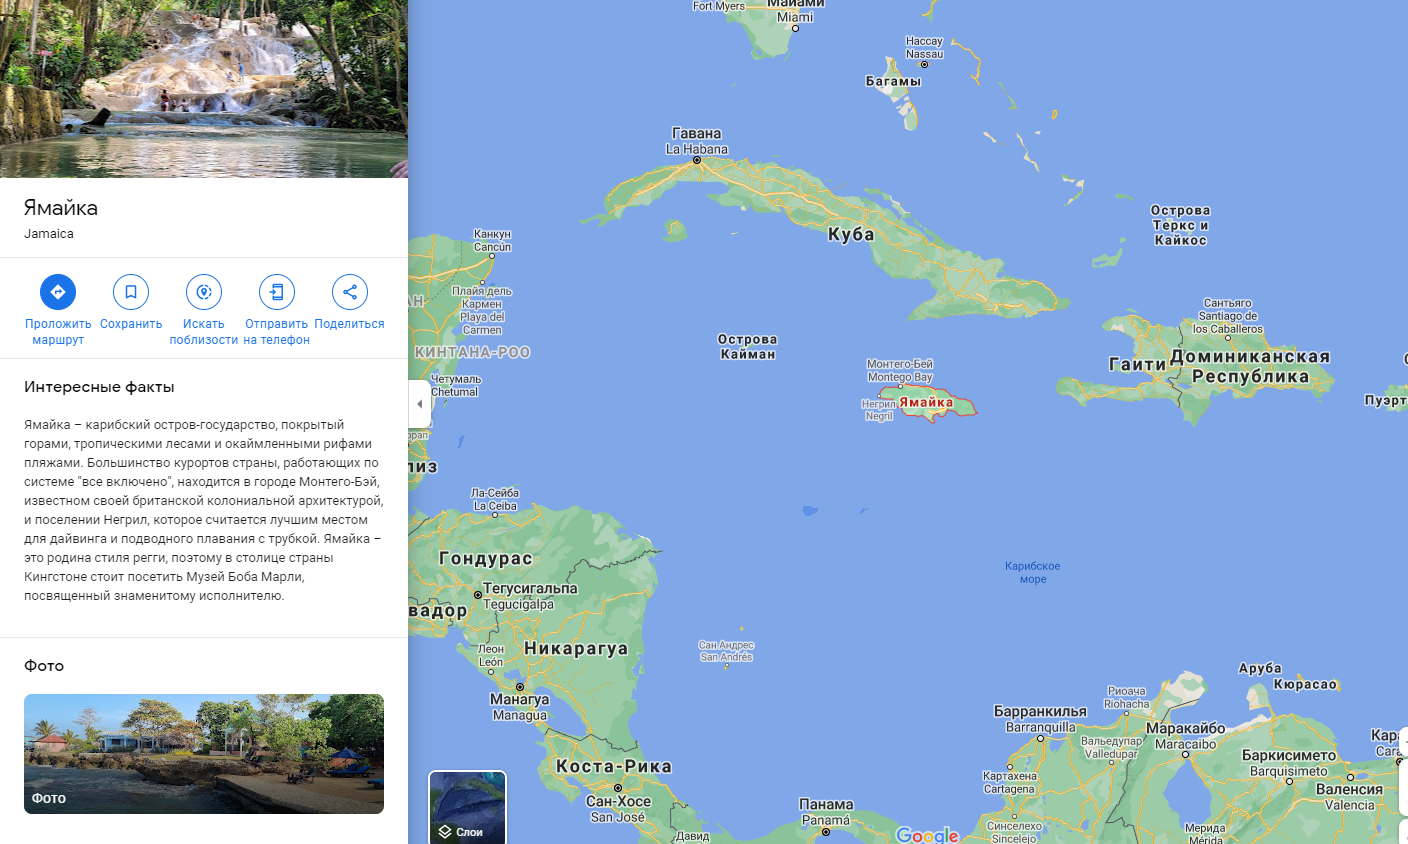 Ямайка
Jamaica
Проложить
маршрут
Сохранить
Искать
поблизости
Отправить
на телефон
Поделиться
Интересные факты
Ямайка – карибский остров-государство, покрытый
горами, тропическими лесами и окаймленными рифами
пляжами. Большинство курортов страны, работающих по
системе "все включено", находится в городе Монтего-Бэй,
известном своей британской колониальной архитектурой,
и поселении Негрил, которое считается лучшим местом
для дайвинга и подводного плавания с трубкой. Ямайка –
это родина стиля регги, поэтому в столице страны
Кингстоне стоит посетить Музей Боба Марли,
посвященный знаменитому исполнителю.
Фото
Фото
Fort Myers
Майами
Miami
Нассау
Nassau
Багамы
Гавана
La Habana
Куба
Острова
Теркс и
Кайкос
Канкун
Cancún
Плайя дель
Кармен
Playa del
Carmen
АН
КИНТАНА-РОО
Четумаль
Chetumal
Острова
Кайман
Монтего-Бей
Montego Bay
Негрил
Negril
Ямайка
Сантьяго
Santiago de
los Caballeros
Гаити
Доминиканская
Республика
Пуэрт
лиз
Ла-Сейба
La Ceiba
Гондурас
Тегусигальпа
Tegucigalpa
вадор
Никарагуа
Леон
León
Манагуа
Managua
Сан Андрес
San Andrés
Карибское
море
Коста-Рика
Сан-Хосе
San José
Давид
Панама
Panamá
Аруба
Кюрасао
Риоача
Riohacha
Барранкилья
Barranquilla
Маракайбо
Maracaibo
Вальедупар
Valledupar
Картахена
Cartagena
Синселехо
Sincelejo
Баркисимето
Barquisimeto
Кара
Cara
Валенсия
Valencia
Мерида
Mérida
Слои
Google